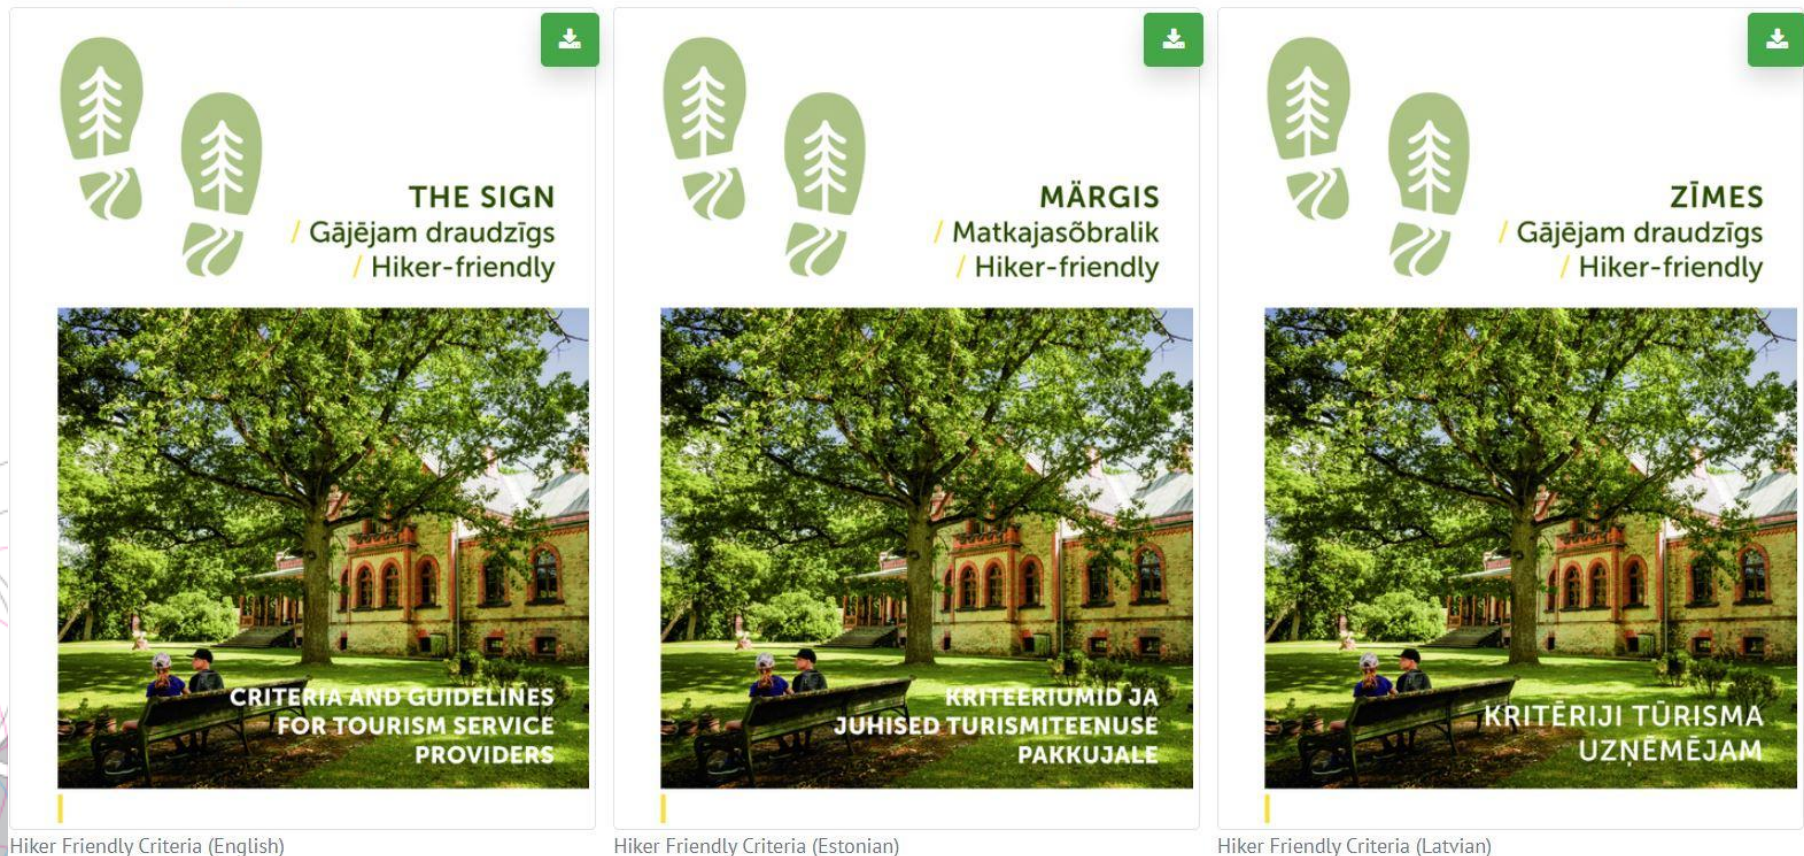 THE SIGN
/ Gājējam draudzīgs
/ Hiker-friendly
CRITERIA AND GUIDELINES
FOR TOURISM SERVICE
PROVIDERS
Hiker Friendly Criteria (English)
MÄRGIS
/ Matkajasõbralik
/ Hiker-friendly
KRITEERIUMID JA
JUHISED TURISMITEENUSE
PAKKUJALE
Hiker Friendly Criteria (Estonian)
ZĪMES
/ Gājējam draudzīgs
/ Hiker-friendly
KRITĒRIJI TŪRISMA
UZŅĒMĒJAM
Hiker Friendly Criteria (Latvian)